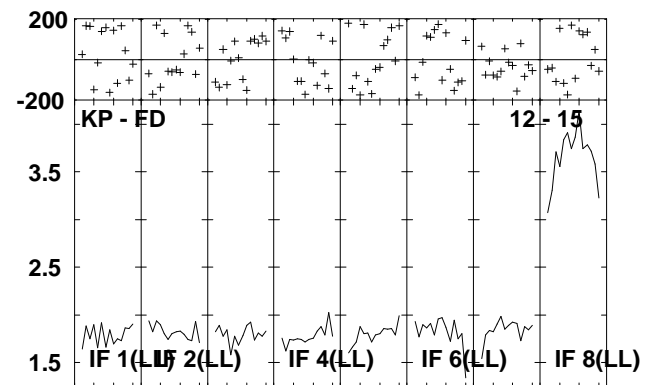 200
-200
KP - FD 12 - 15
3.5
2.5
1.5
IF 1(LL) IF 2(LL) IF 4(LL) IF 6(LL) IF 8(LL)